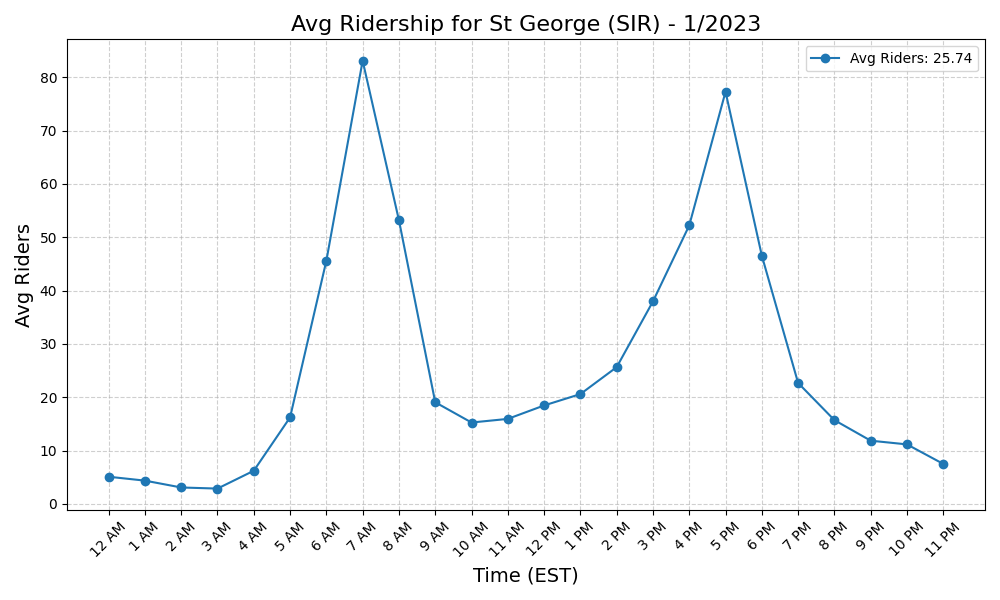 Avg Ridership for St George (SIR) - 1/2023
Avg Riders: 25.74
Avg Riders
80
70
60
50
40
30
20
10
0
12 AM
1 AM
2 AM
3 AM
4 AM
5 AM
6 AM
7 AM
8 AM
9 AM
10 AM
11 AM
12 PM
1 PM
2 PM
3 PM
4 PM
5 PM
6 PM
7 PM
8 PM
9 PM
10 PM
11 PM
Time (EST)